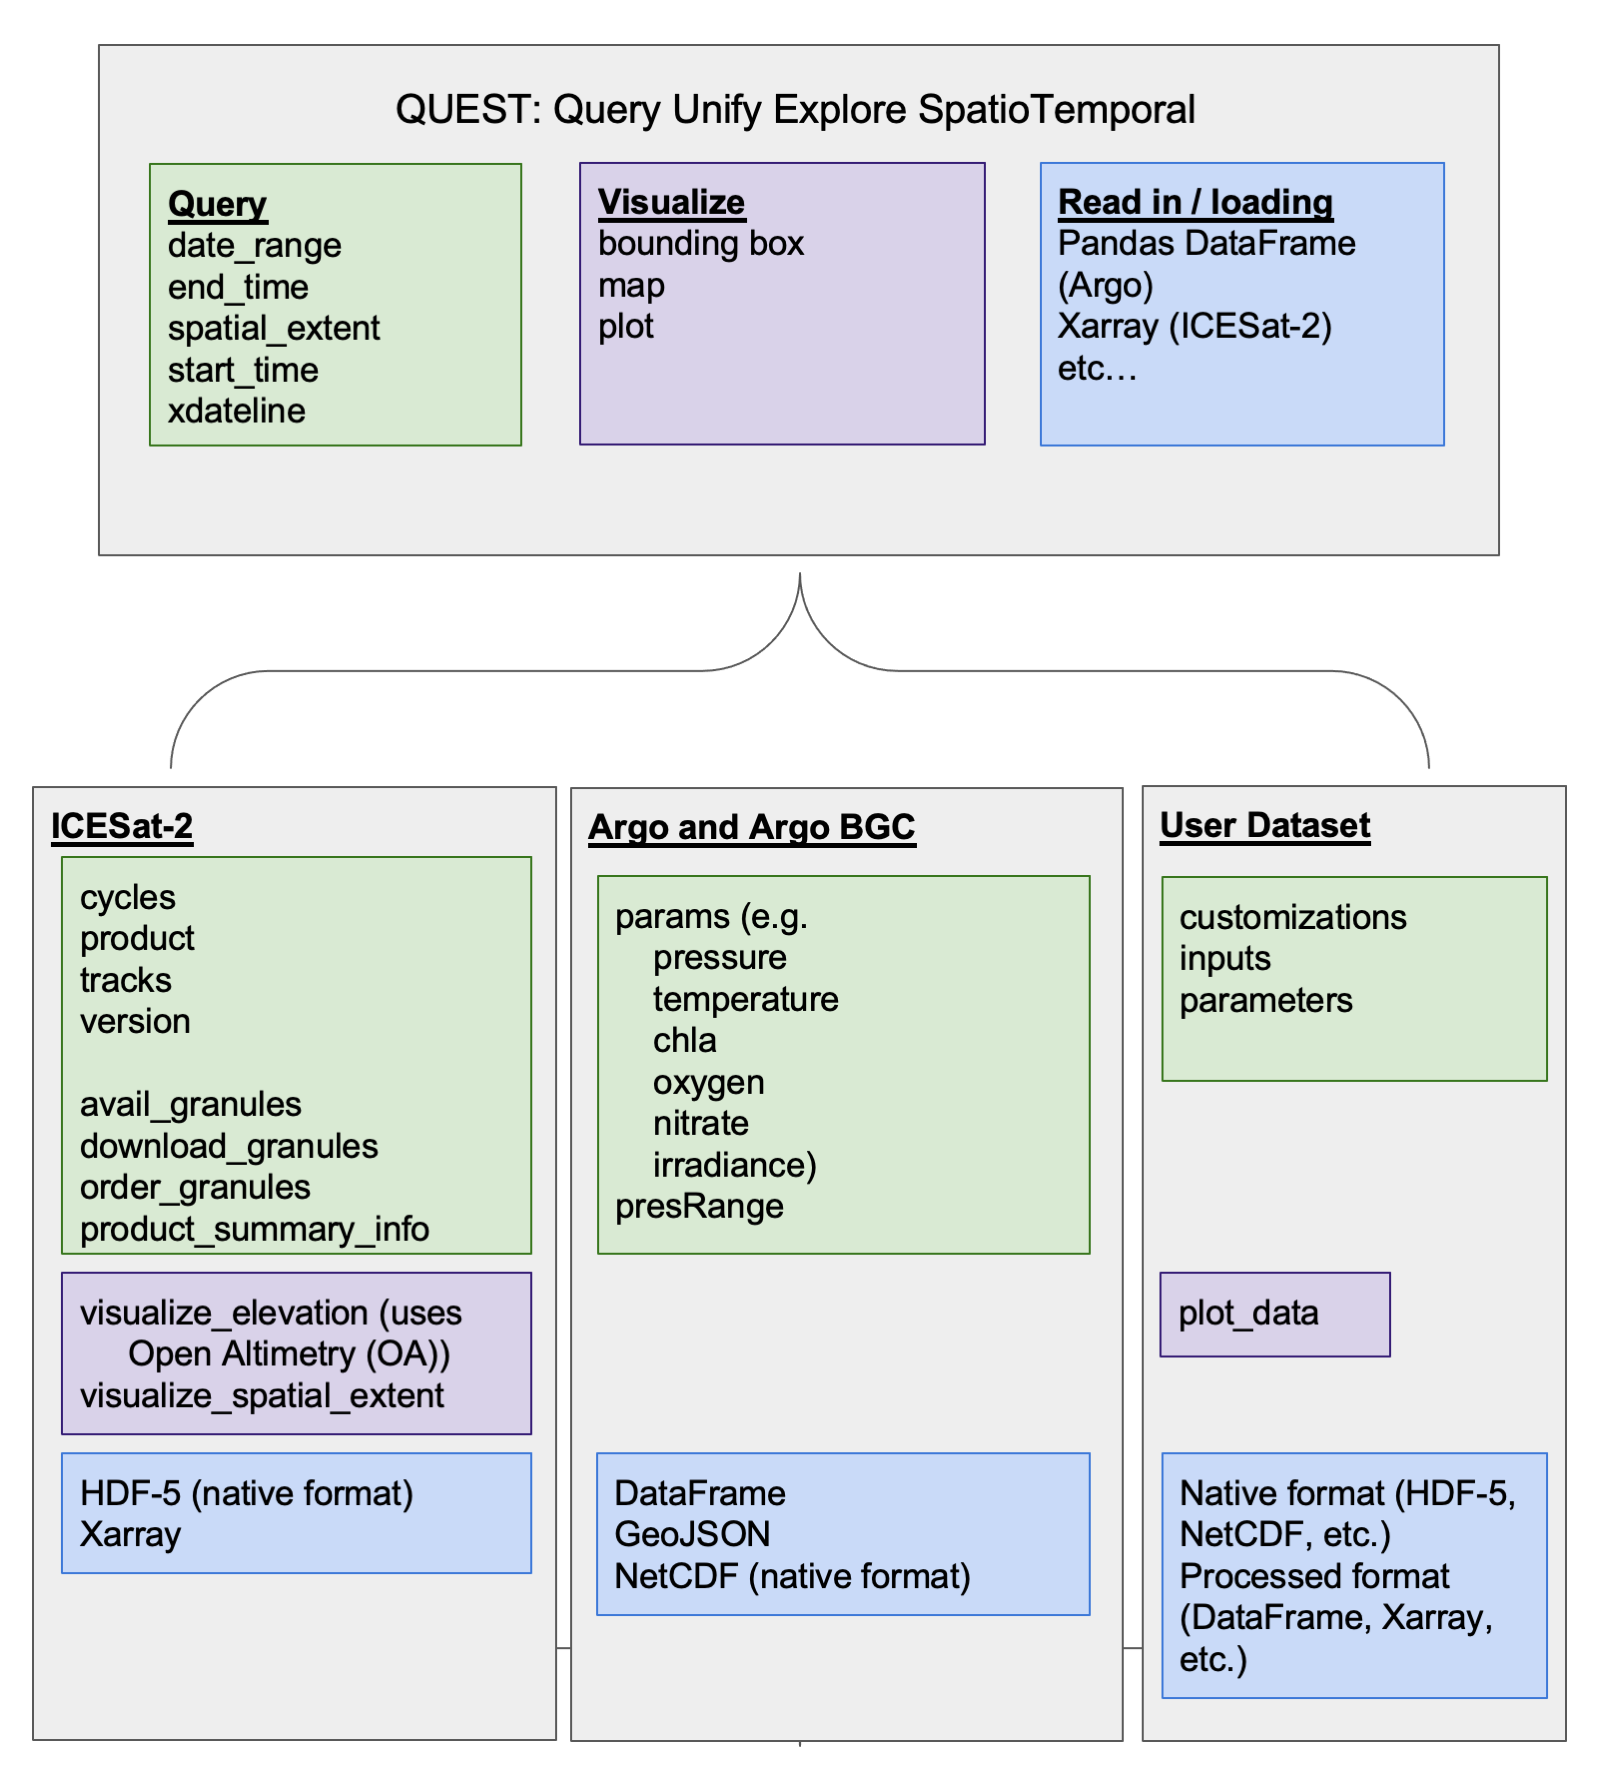 QUEST: Query Unify Explore SpatioTemporal
Query
date_range
end_time
spatial_extent
start_time
xdateline
Visualize
bounding box
map
plot
Read in / loading
Pandas DataFrame
(Argo)
Xarray (ICESat-2)
etc…
ICESat-2
cycles
product
tracks
version
avail_granules
download_granules
order_granules
product_summary_info
visualize_elevation (uses
Open Altimetry (OA))
visualize_spatial_extent
HDF-5 (native format)
Xarray
Argo and Argo BGC
params (e.g.
pressure
temperature
chla
oxygen
nitrate
irradiance)
presRange
DataFrame
GeoJSON
NetCDF (native format)
User Dataset
customizations
inputs
parameters
plot_data
Native format (HDF-5,
NetCDF, etc.)
Processed format
(DataFrame, Xarray,
etc.)